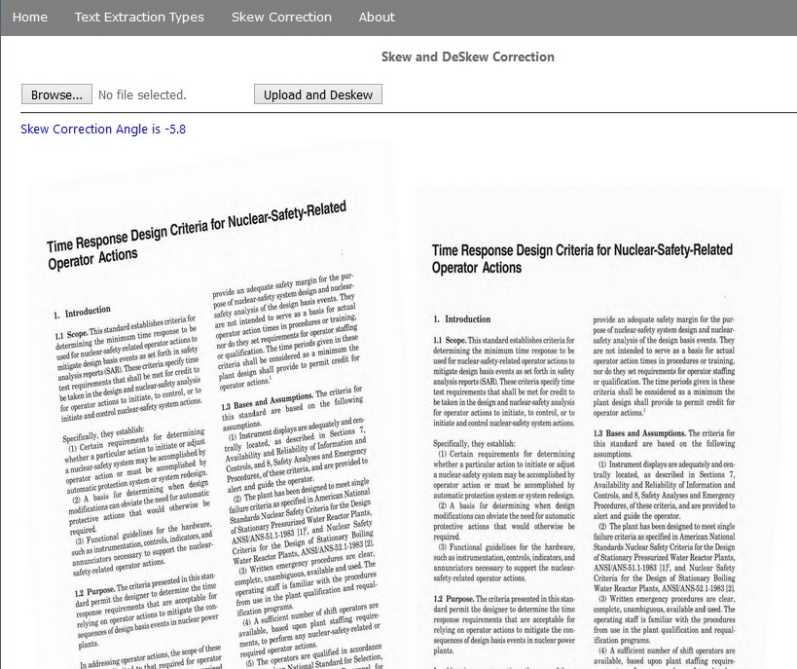 Home Text Extraction Types Skew Correction About
Skew and DeSkew Correction
Browse... No file selected. Upload and Deskew
Skew Correction Angle is -5.8
Time Response Design Criteria for Nuclear-Safety-Related
Operator Actions
1. Introduction
1.1 Scope. This standard establishes criteria for
determining the minimum time response to be
used for nuclear-safety-related operator actions to
mitigate design basis events as set forth in safety
analysis reports (SAR). These criteria specify time
test requirements that shall be met for credit to
be taken in the design and nuclear-safety analysis
for operator actions to initiate, to control, or to
initiate and control nuclear-safety system actions.
Specifically, they establish:
(1) Certain requirements for determining
whether a particular action to initiate or adjust
a nuclear-safety system may be accomplished by
operator action or must be accomplished by
automatic protection system or system redesign.
(2) A basis for determining when design
modifications can obviate the need for automatic
protective actions that would otherwise be
required.
(3) Functional guidelines for the hardware,
such as instrumentation, controls, indicators, and
annunciators necessary to support the nuclear-
safety-related operator actions.
1.2 Purpose. The criteria presented in this stan-
dard permit the designer to determine the time
response requirements that are acceptable for
relying on operator actions to mitigate the con-
sequences of design basis events in nuclear power
plants.
In addressing operator actions, the scope of these
to that required for operator
provide an adequate safety margin for the pur-
pose of nuclear-safety system design and nuclear-
safety analysis of the design basis events. They
are not intended to serve as a basis for actual
operator action times in procedures or training,
nor do they set requirements for operator staffing
or qualification. The time periods given in these
criteria shall be considered as a minimum the
plant design shall provide to permit credit for
operator actions.¹
1.3 Bases and Assumptions. The criteria for
this standard are based on the following
assumptions.
(1) Instrument displays are adequately and cen-
trally located, as described in Sections 7,
Availability and Reliability of Information and
Controls, and 8, Safety Analyses and Emergency
Procedures, of these criteria, and are provided to
alert and guide the operator.
(2) The plant has been designed to meet single
failure criteria as specified in American National
Standards Nuclear Safety Criteria for the Design
of Stationary Pressurized Water Reactor Plants,
ANSI/ANS-51.1-1983 [1]², and Nuclear Safety
Criteria for the Design of Stationary Boiling
Water Reactor Plants, ANSI/ANS-52.1-1983 [2].
(3) Written emergency procedures are clear,
complete, unambiguous, available and used. The
operating staff is familiar with the procedures
from use in the plant qualification and requal-
ification programs.
(4) A sufficient number of shift operators are
available, based upon plant staffing require-
ments, to perform any nuclear-safety-related or
required operator actions.
(5) The operators are qualified in accordance
National Standard for Selection,
Time Response Design Criteria for Nuclear-Safety-Related
Operator Actions
1. Introduction
1.1 Scope. This standard establishes criteria for
determining the minimum time response to be
used for nuclear-safety-related operator actions to
mitigate design basis events as set forth in safety
analysis reports (SAR). These criteria specify time
test requirements that shall be met for credit to
be taken in the design and nuclear-safety analysis
for operator actions to initiate, to control, or to
initiate and control nuclear-safety system actions.
Specifically, they establish:
(1) Certain requirements for determining
whether a particular action to initiate or adjust
a nuclear-safety system may be accomplished by
operator action or must be accomplished by
automatic protection system or system redesign.
(2) A basis for determining when design
modifications can obviate the need for automatic
protective actions that would otherwise be
required.
(3) Functional guidelines for the hardware,
such as instrumentation, controls, indicators, and
annunciators necessary to support the nuclear-
safety-related operator actions.
1.2 Purpose. The criteria presented in this stan-
dard permit the designer to determine the time
response requirements that are acceptable for
relying on operator actions to mitigate the con-
sequences of design basis events in nuclear power
plants.
provide an adequate safety margin for the pur-
pose of nuclear-safety system design and nuclear-
safety analysis of the design basis events. They
are not intended to serve as a basis for actual
operator action times in procedures or training,
nor do they set requirements for operator staffing
or qualification. The time periods given in these
criteria shall be considered as a minimum the
plant design shall provide to permit credit for
operator actions.¹
1.3 Bases and Assumptions. The criteria for
this standard are based on the following
assumptions.
(1) Instrument displays are adequately and cen-
trally located, as described in Sections 7,
Availability and Reliability of Information and
Controls, and 8, Safety Analyses and Emergency
Procedures, of these criteria, and are provided to
alert and guide the operator.
(2) The plant has been designed to meet single
failure criteria as specified in American National
Standards Nuclear Safety Criteria for the Design
of Stationary Pressurized Water Reactor Plants,
ANSI/ANS-51.1-1983 [1]², and Nuclear Safety
Criteria for the Design of Stationary Boiling
Water Reactor Plants, ANSI/ANS-52.1-1983 [2].
(3) Written emergency procedures are clear,
complete, unambiguous, available and used. The
operating staff is familiar with the procedures
from use in the plant qualification and requal-
ification programs.
(4) A sufficient number of shift operators are
available, based upon plant staffing require-